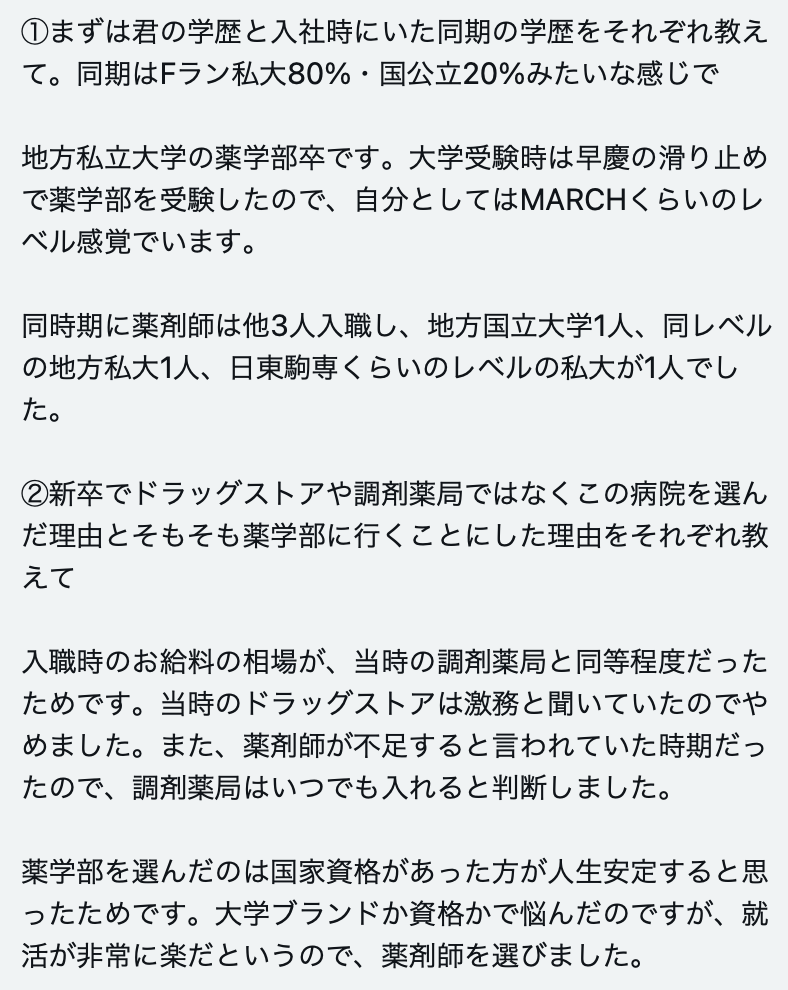 ①まずは君の学歴と入社時にいた同期の学歴をそれぞれ教え
て。同期はFラン私大80%・国公立20%みたいな感じで
地方私立大学の薬学部卒です。大学受験時は早慶の滑り止め
で薬学部を受験したので、自分としてはMARCHくらいのレ
ベル感覚でいます。
同時期に薬剤師は他3人入職し、地方国立大学1人、同レベル
の地方私大1人、日東駒専くらいのレベルの私大が1人でし
た。
②新卒でドラッグストアや調剤薬局ではなくこの病院を選ん
だ理由とそもそも薬学部に行くことにした理由をそれぞれ教
えて
入職時のお給料の相場が、当時の調剤薬局と同等程度だった
ためです。当時のドラッグストアは激務と聞いていたのでや
めました。また、薬剤師が不足すると言われていた時期だっ
たので、調剤薬局はいつでも入れると判断しました。
薬学部を選んだのは国家資格があった方が人生安定すると思
ったためです。大学ブランドか資格かで悩んだのですが、就
活が非常に楽だというので、薬剤師を選びました。